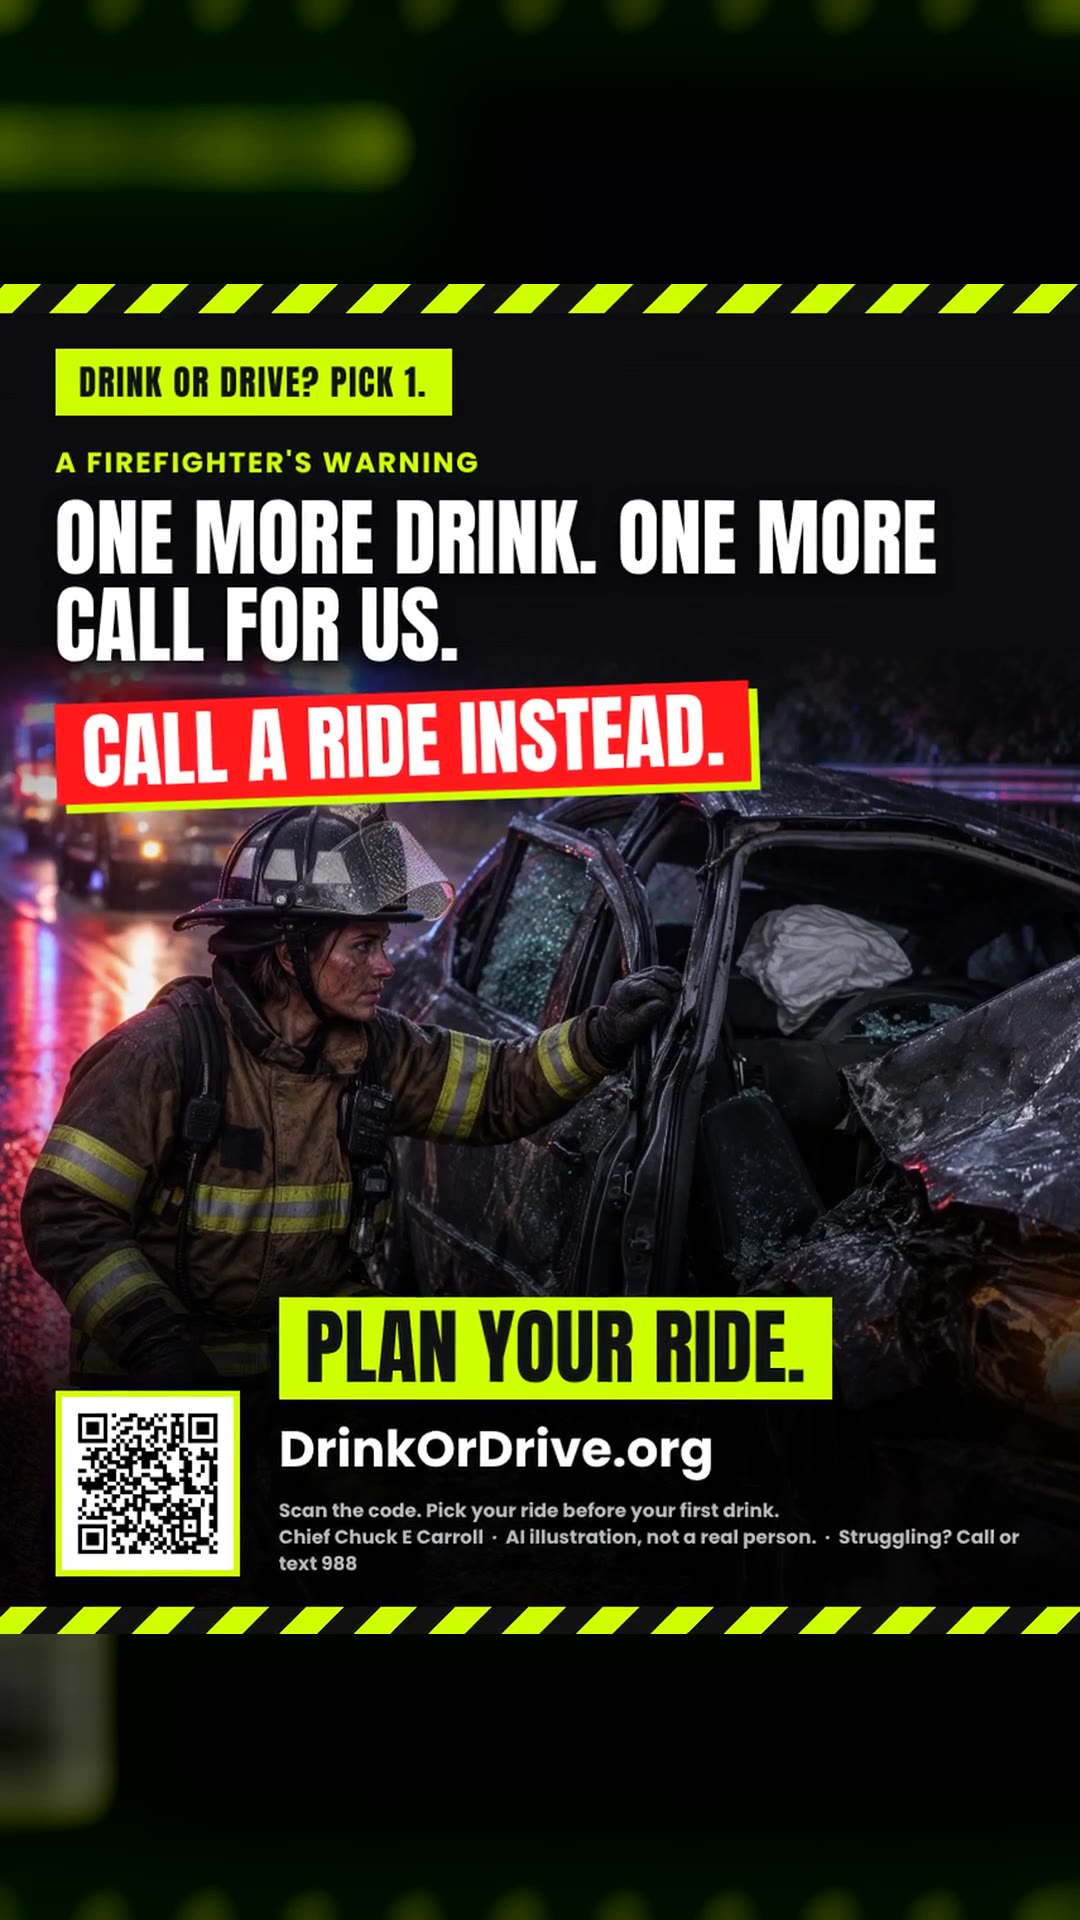 DRINK OR DRIVE? PICK 1.
A FIREFIGHTER'S WARNING
ONE MORE DRINK. ONE MORE
CALL FOR US.
CALL A RIDE INSTEAD.
PLAN YOUR RIDE.
DrinkOrDrive.org
Scan the code. Pick your ride before your first drink.
Chief Chuck E Carroll · AI illustration, not a real person. · Struggling? Call or
text 988